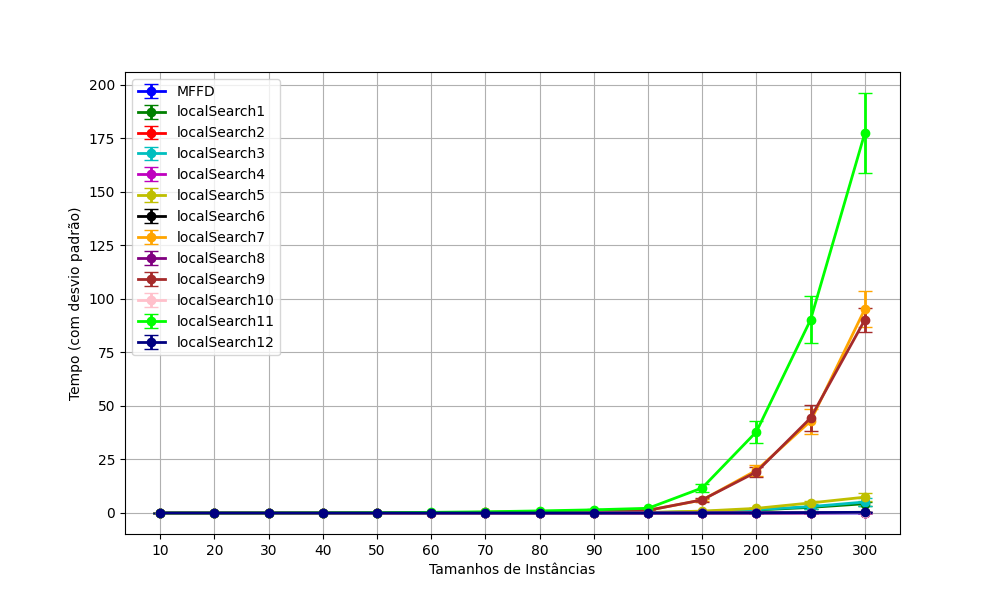 200
175
150
125
100
75
50
25
0
Tempo (com desvio padrão)
MFFD
localSearch1
localSearch2
localSearch3
localSearch4
localSearch5
localSearch6
localSearch7
localSearch8
localSearch9
localSearch10
localSearch11
localSearch12
10 20 30 40 50 60 70 80 90 100 150 200 250 300
Tamanhos de Instâncias